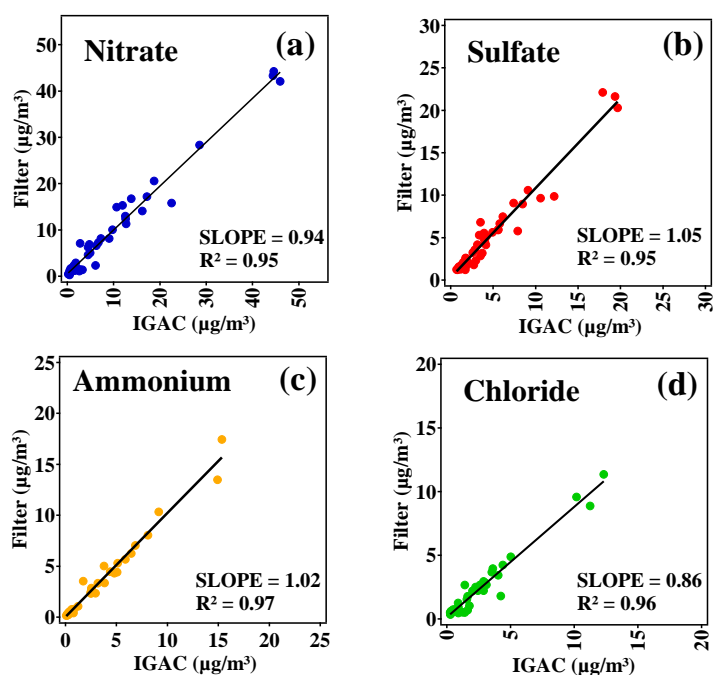 Nitrate
(a)
50
40
30
20
10
0
Filter (µg/m³)
SLOPE = 0.94
R² = 0.95
0 10 20 30 40 50
IGAC (µg/m³)
Sulfate
(b)
30
25
20
15
10
5
0
Filter (µg/m³)
SLOPE = 1.05
R² = 0.95
0 5 10 15 20 25 30
IGAC (µg/m³)
Ammonium
(c)
25
20
15
10
5
0
Filter (µg/m³)
SLOPE = 1.02
R² = 0.97
0 5 10 15 20 25
IGAC (µg/m³)
Chloride
(d)
20
15
10
5
0
Filter (µg/m³)
SLOPE = 0.86
R² = 0.96
0 5 10 15 20
IGAC (µg/m³)